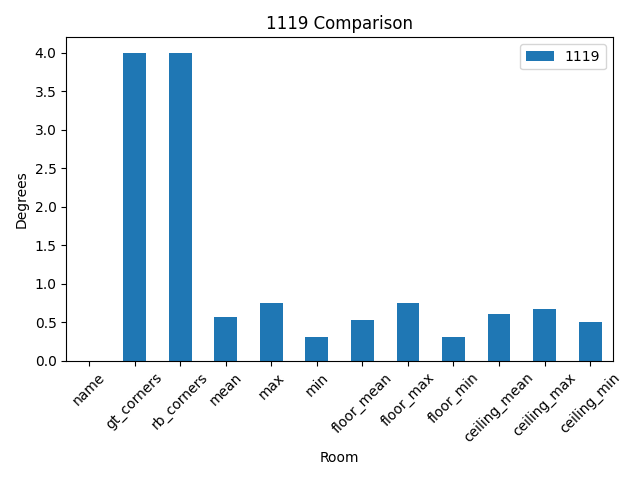 1119 Comparison
1119
Degrees
4.0
3.5
3.0
2.5
2.0
1.5
1.0
0.5
0.0
name
gt_corners
rb_corners
mean
max
min
floor_mean
floor_max
floor_min
ceiling_mean
ceiling_max
ceiling_min
Room